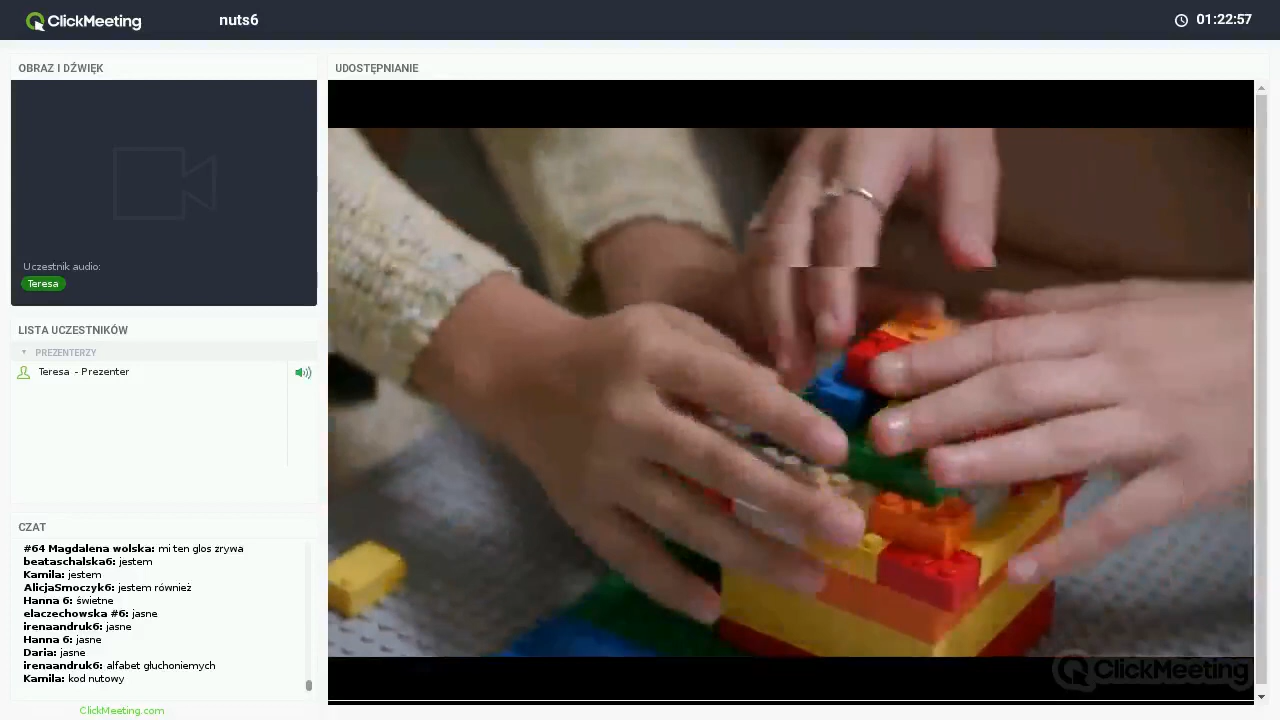 ClickMeeting
nuts6
01:22:57
OBRAZ I DŹWIĘK
UDOSTĘPNIANIE
Uczestnik audio:
Teresa
LISTA UCZESTNIKÓW
PREZENTERZY
Teresa - Prezenter
CZAT
#64 Magdalena wolska: mi ten glos zrywa
beataschalska6: jestem
Kamila: jestem
AlicjaSmoczyk6: jestem również
Hanna 6: świetne
elaczechowska #6: jasne
irenaandruk6: jasne
Hanna 6: jasne
Daria: jasne
irenaandruk6: alfabet głuchoniemych
Kamila: kod nutowy
ClickMeeting
ClickMeeting.com